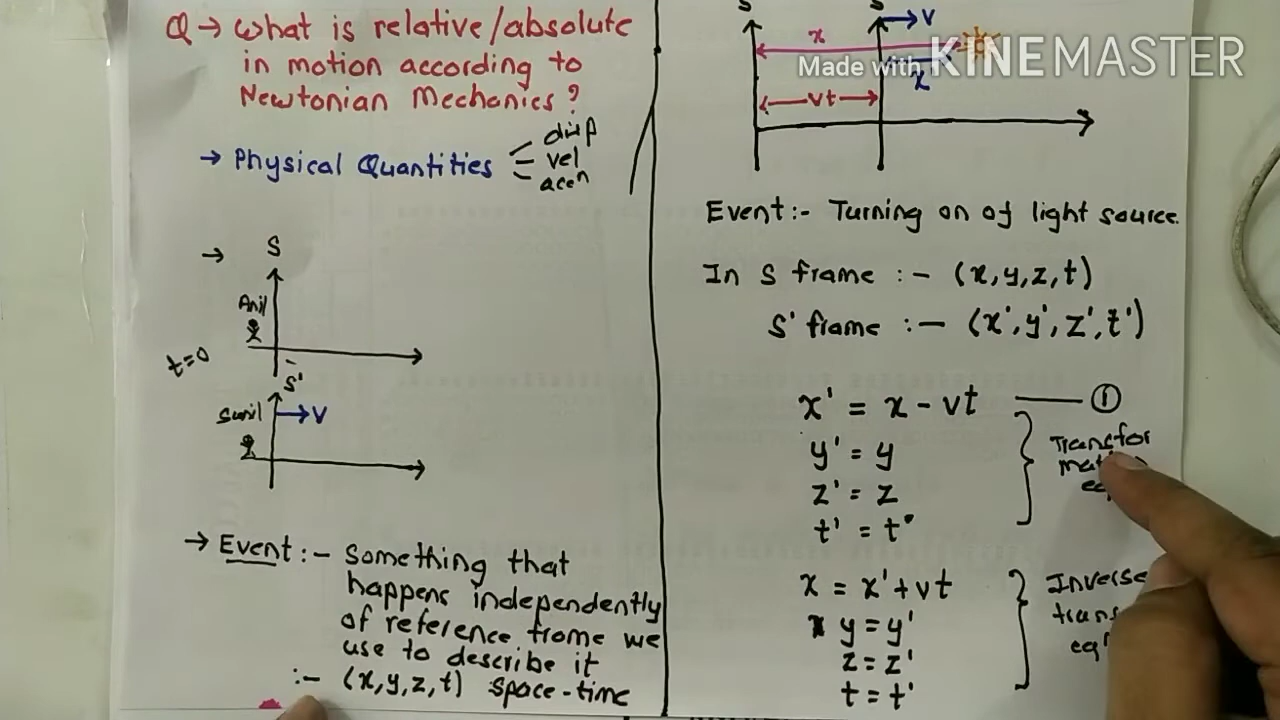 Q → What is relative/absolute
in motion according to
Newtonian Mechanics?
→ Physical Quantities
disp
vel
accn
→ S
Anil
t=0
S'
Sunil
V
→ Event :- Something that
happens independently
of reference frome we
use to describe it
:- (x,y,z,t) space-time
S
V
x
x'
Vt
Made with KINEMASTER
Event:- Turning on of light source.
In S frame :- (x,y,z,t)
S' frame :- (x',y',z',t')
x' = x - vt ①
y' = y
z' = z
t' = t
Transfor
x = x' + vt
y = y'
z = z'
t = t'
Inverse